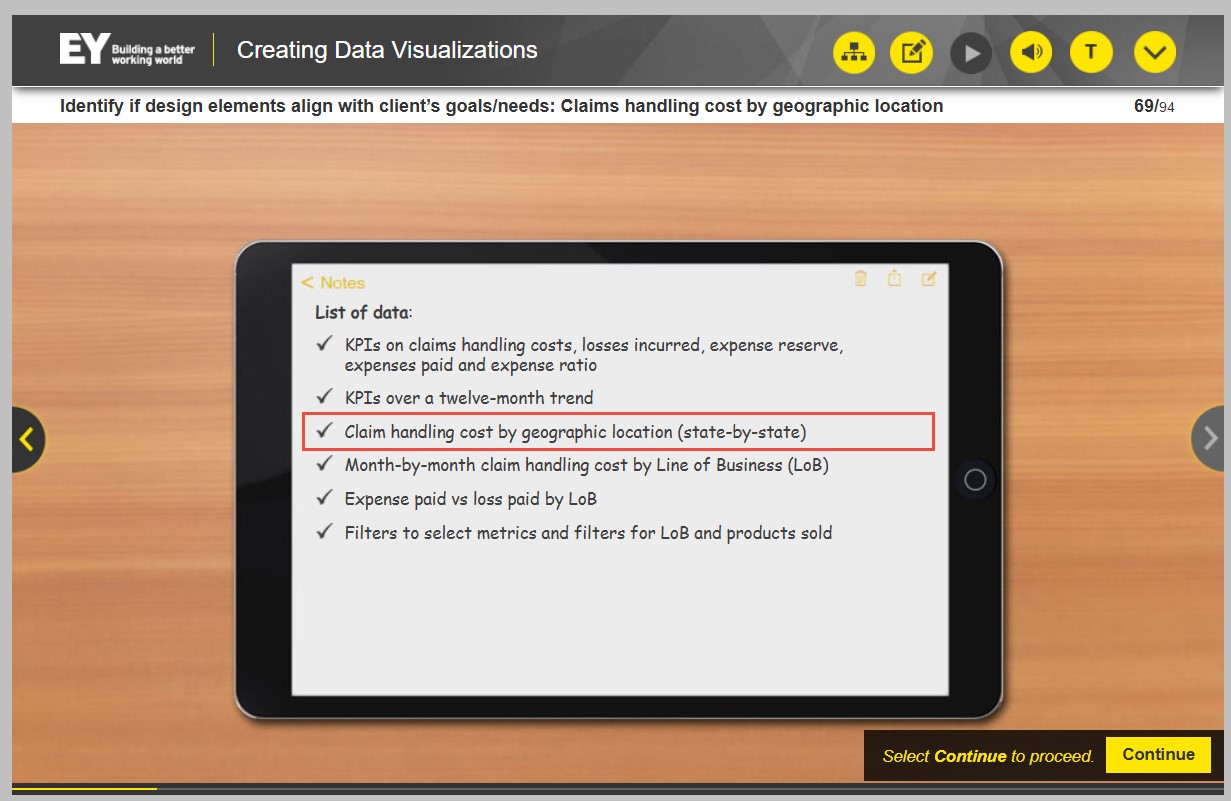 EY Building a better
working world
Creating Data Visualizations
T
Identify if design elements align with client's goals/needs: Claims handling cost by geographic location
69/94
< Notes
List of data:
✓ KPIs on claims handling costs, losses incurred, expense reserve,
expenses paid and expense ratio
✓ KPIs over a twelve-month trend
✓ Claim handling cost by geographic location (state-by-state)
✓ Month-by-month claim handling cost by Line of Business (LoB)
✓ Expense paid vs loss paid by LoB
✓ Filters to select metrics and filters for LoB and products sold
Select Continue to proceed.
Continue